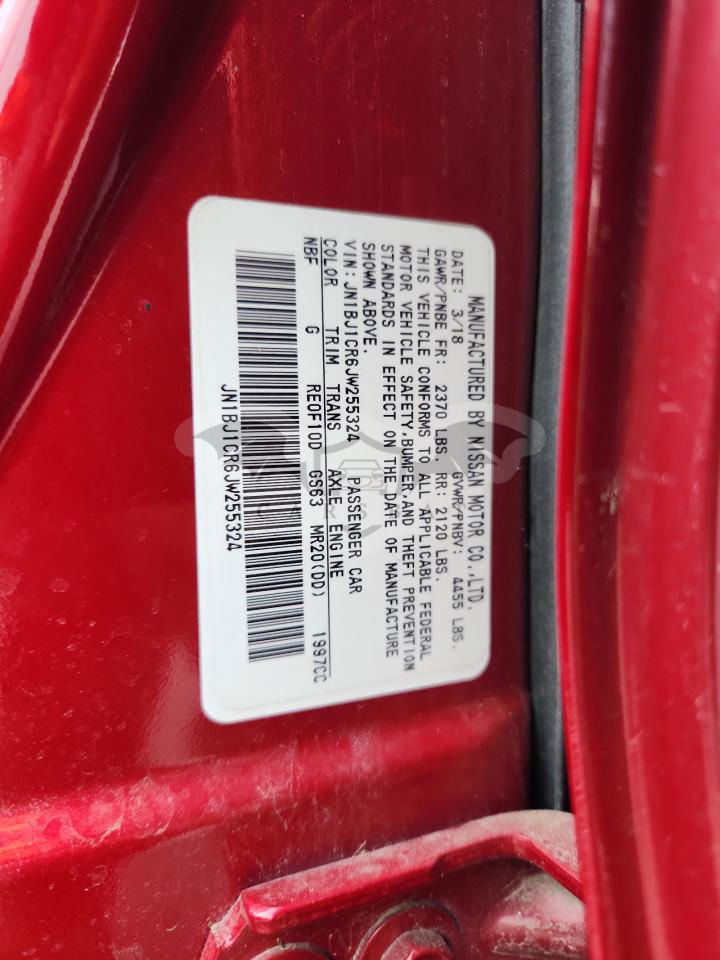 MANUFACTURED BY NISSAN MOTOR CO.,LTD.
DATE: 3/18 GVWR/PNBV: 4455 LBS.
GAWR/PNBE FR: 2370 LBS. RR: 2120 LBS.
THIS VEHICLE CONFORMS TO ALL APPLICABLE FEDERAL
MOTOR VEHICLE SAFETY,BUMPER,AND THEFT PREVENTION
STANDARDS IN EFFECT ON THE DATE OF MANUFACTURE
SHOWN ABOVE.
VIN:JN1BJ1CR6JW255324 PASSENGER CAR
COLOR TRIM TRANS AXLE ENGINE
NBF G RE0F10D GS63 MR20(DD) 1997CC
JN1BJ1CR6JW255324